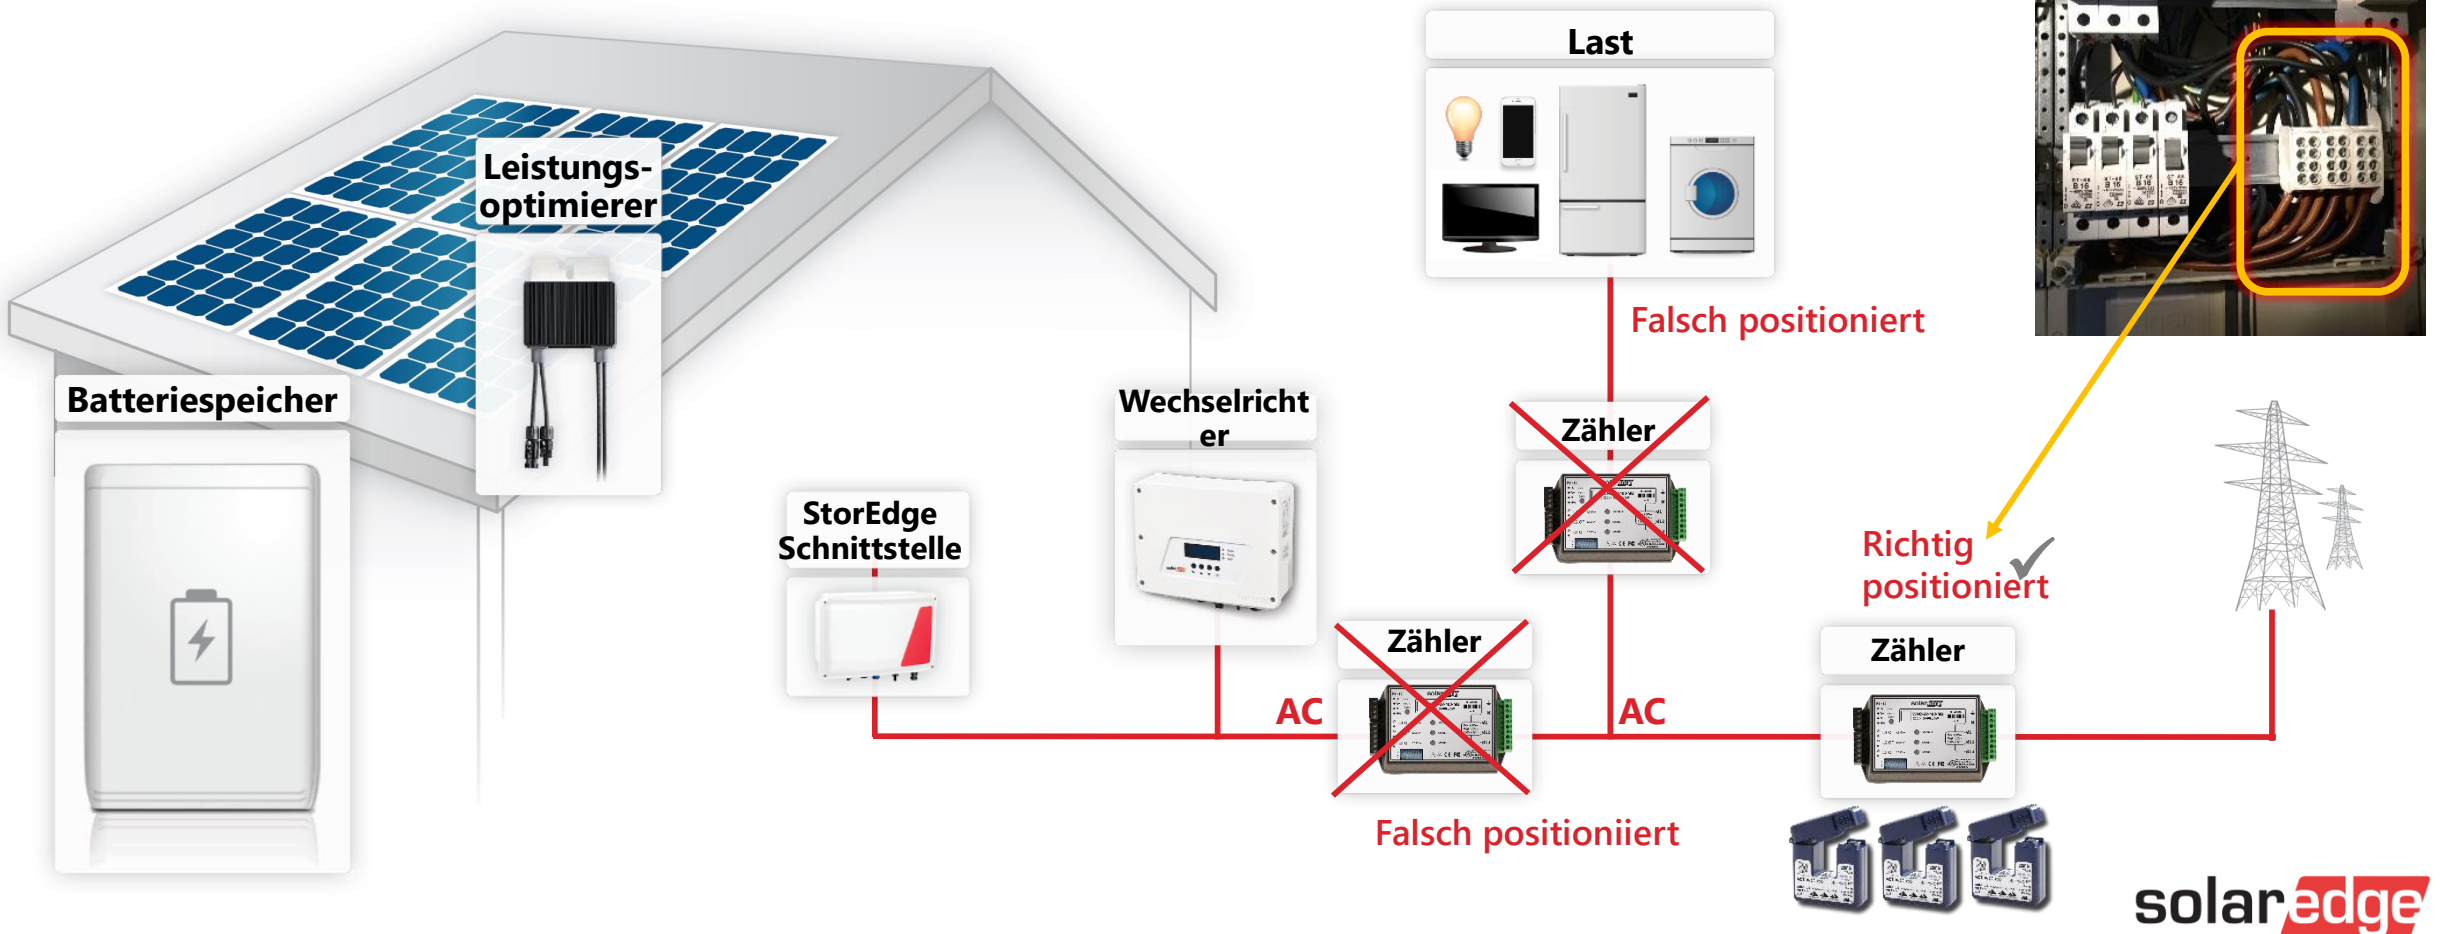 Last
Leistungs-
optimierer
Falsch positioniert
Batteriespeicher
Wechselricht
er
Zähler
StorEdge
Schnittstelle
Richtig
positioniert
Zähler
Zähler
AC
AC
Falsch positioniiert
solaredge